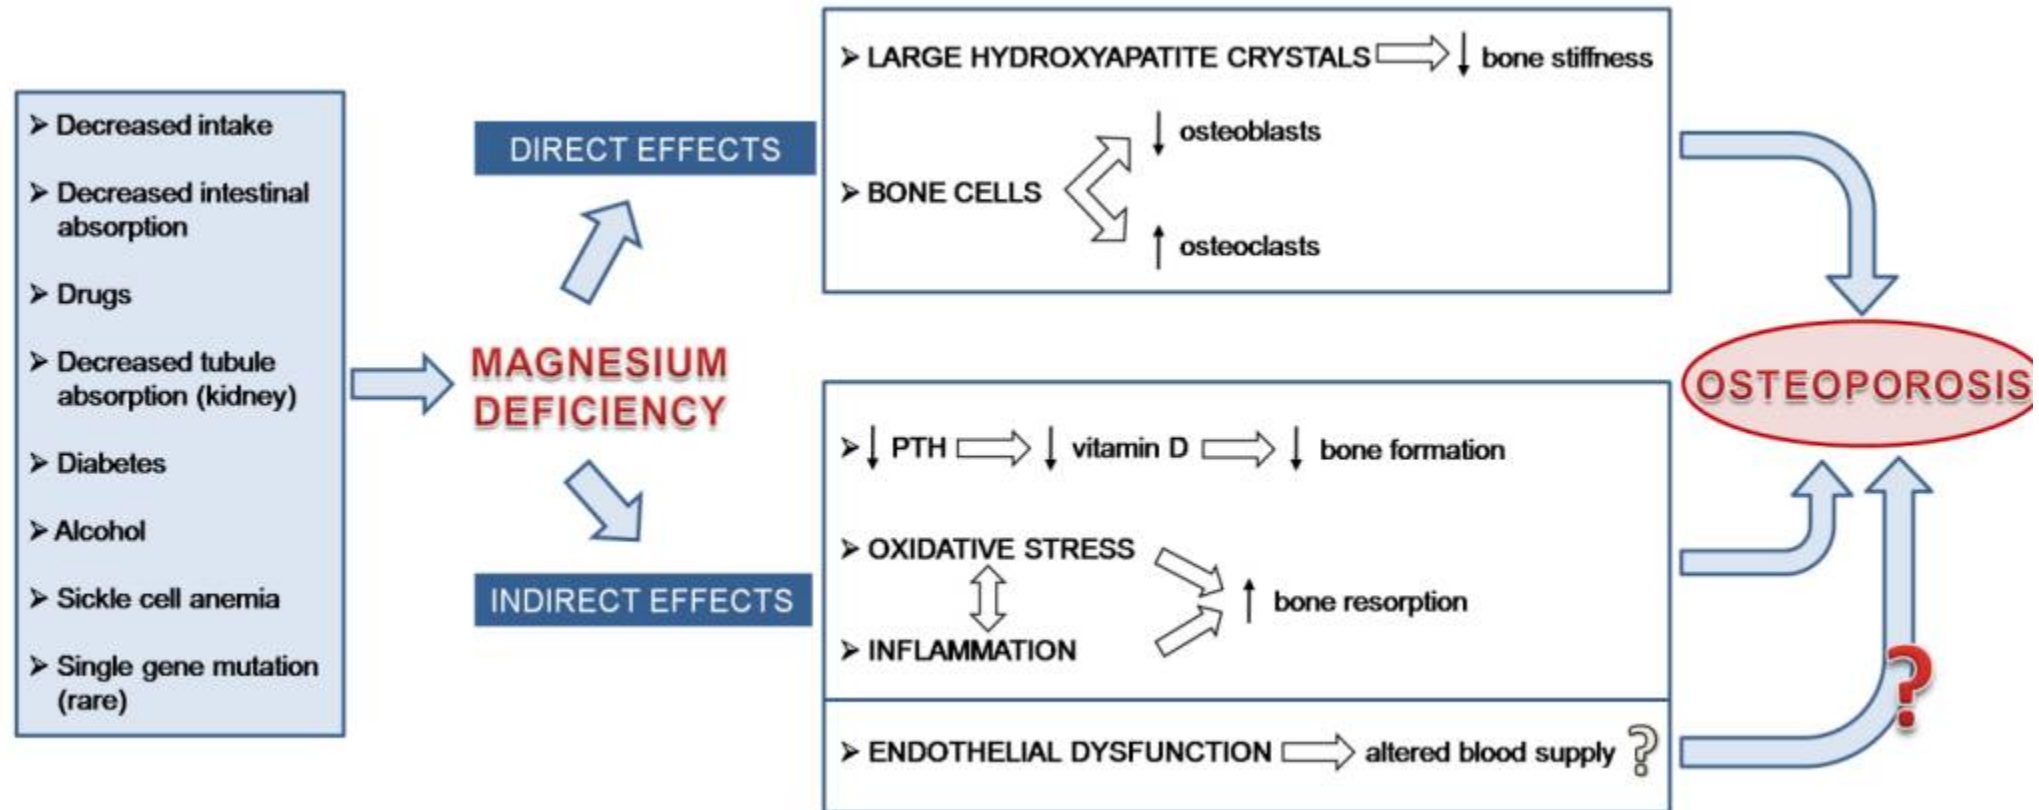 ➤ Decreased intake
➤ Decreased intestinal
absorption
➤ Drugs
➤ Decreased tubule
absorption (kidney)
➤ Diabetes
➤ Alcohol
➤ Sickle cell anemia
➤ Single gene mutation
(rare)
MAGNESIUM
DEFICIENCY
DIRECT EFFECTS
➤ LARGE HYDROXYAPATITE CRYSTALS ⇨ ↓ bone stiffness
↓ osteoblasts
➤ BONE CELLS
↑ osteoclasts
INDIRECT EFFECTS
➤ ↓ PTH ⇨ ↓ vitamin D ⇨ ↓ bone formation
➤ OXIDATIVE STRESS
↑ bone resorption
➤ INFLAMMATION
➤ ENDOTHELIAL DYSFUNCTION ⇨ altered blood supply ?
?
OSTEOPOROSIS